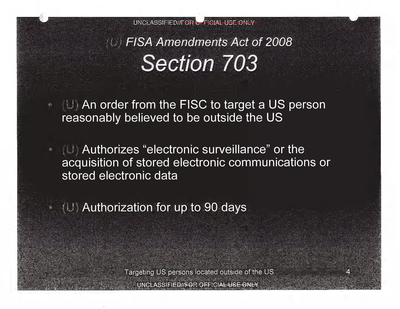 UNCLASSIFIED//FOR OFFICIAL USE ONLY
(U) FISA Amendments Act of 2008
Section 703
• (U) An order from the FISC to target a US person
reasonably believed to be outside the US
• (U) Authorizes “electronic surveillance” or the
acquisition of stored electronic communications or
stored electronic data
• (U) Authorization for up to 90 days
Targeting US persons located outside of the US
4
UNCLASSIFIED//FOR OFFICIAL USE ONLY